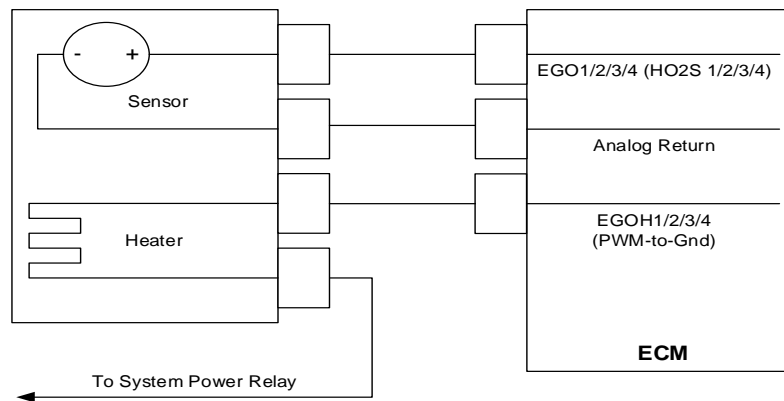 - +
EGO1/2/3/4 (HO2S 1/2/3/4)
Sensor
Analog Return
Heater
EGOH1/2/3/4
(PWM-to-Gnd)
ECM
To System Power Relay